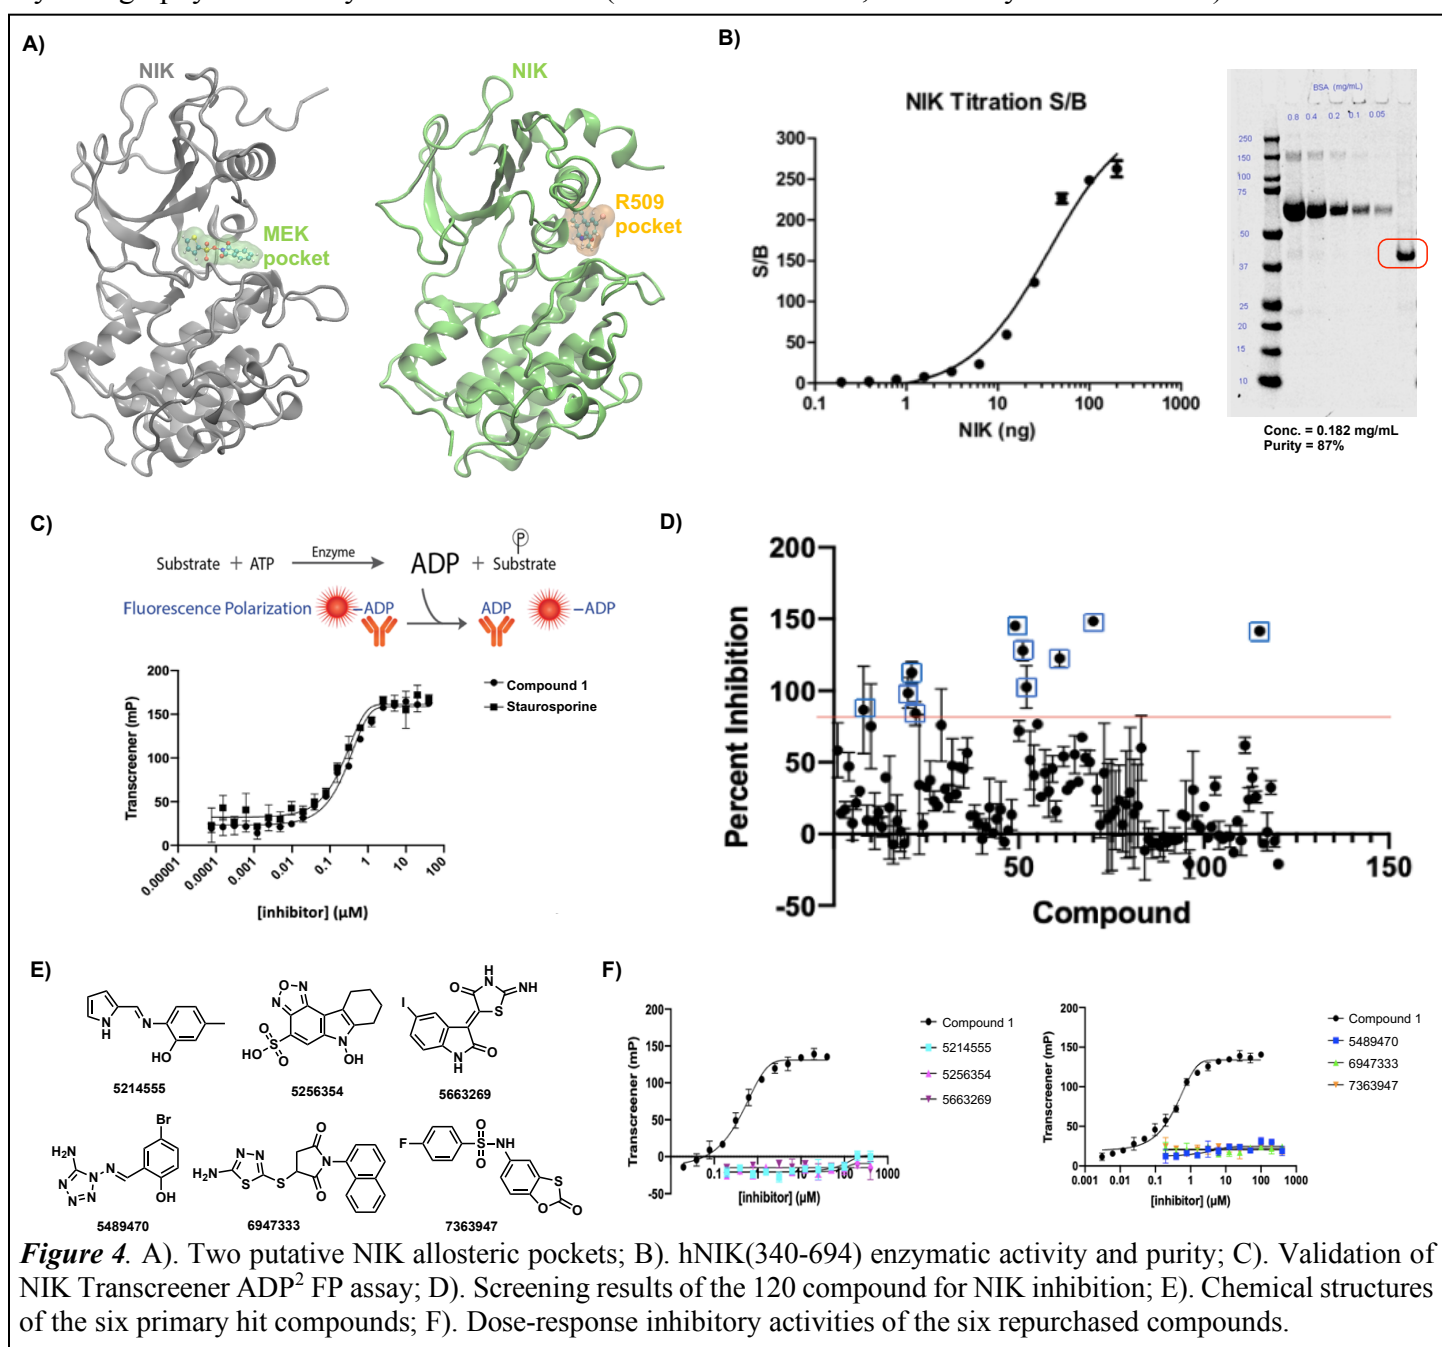 A)
NIK
MEK
pocket
NIK
R509
pocket
B)
NIK Titration S/B
S/B
300
250
200
150
100
50
0
0.1
1
10
100
1000
NIK (ng)
BSA (mg/mL)
0.8 0.4 0.2 0.1 0.05
250
150
100
75
50
37
25
20
15
10
Conc. = 0.182 mg/mL
Purity = 87%
C)
Substrate + ATP
Enzyme
ADP + Substrate
P
Fluorescence Polarization
–ADP
ADP
–ADP
Transcreener (mP)
200
150
100
50
0
0.00001
0.0001
0.001
0.01
0.1
1
10
100
[inhibitor] (µM)
Compound 1
Staurosporine
D)
Percent Inhibition
200
150
100
50
0
-50
50
100
150
Compound
E)
N
H
N
HO
5214555
N
O
N
O
S
O
HO
N
OH
5256354
I
H
N
O
NH
S
O
N
H
5663269
Br
H2N
N
N
N
N
N
OH
5489470
N
N
H2N
S
S
O
N
O
6947333
F
O
S
NH
O
S
O
O
7363947
F)
Transcreener (mP)
200
150
100
50
0
-50
0.1
10
1000
[inhibitor] (µM)
Compound 1
5214555
5256354
5663269
Transcreener (mP)
200
150
100
50
0
0.001
0.01
0.1
1
10
100
1000
[inhibitor] (µM)
Compound 1
5489470
6947333
7363947
Figure 4. A). Two putative NIK allosteric pockets; B). hNIK(340-694) enzymatic activity and purity; C). Validation of
NIK Transcreener ADP2 FP assay; D). Screening results of the 120 compound for NIK inhibition; E). Chemical structures
of the six primary hit compounds; F). Dose-response inhibitory activities of the six repurchased compounds.